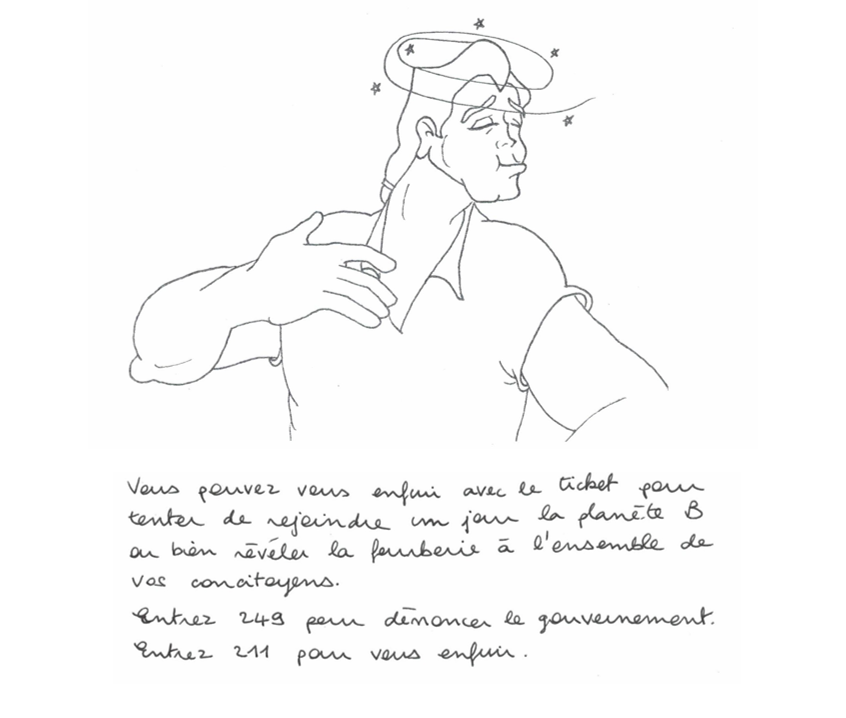 Vous pouvez vous enfuir avec le ticket pour
tenter de rejoindre un jour la planète B
ou bien révéler la fourberie à l'ensemble de
vos concitoyens.
Entrez 249 pour dénoncer le gouvernement.
Entrez 211 pour vous enfuir.